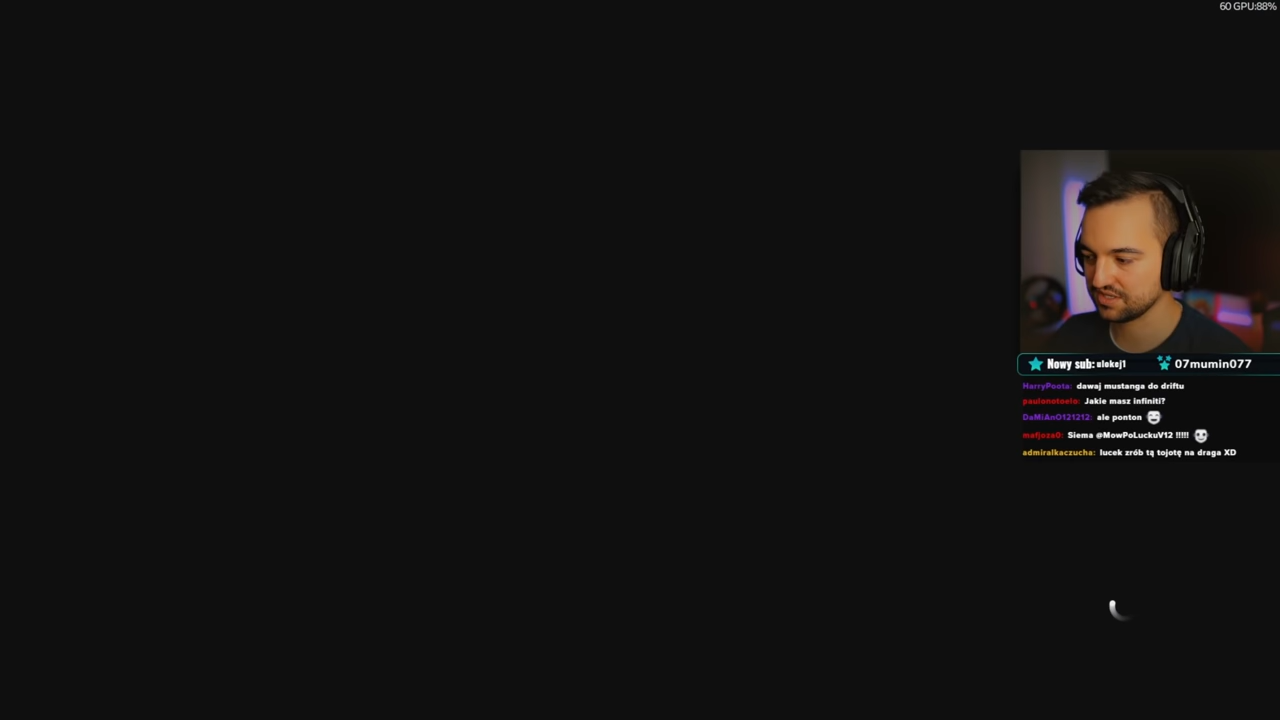 60 GPU:88%
Nowy sub: alokej1 07mumin077
HarryPoota: dawaj mustanga do driftu
paulonotoelo: Jakie masz infiniti?
DaMiAnO121212: ale ponton
mafjoza0: Siema @MowPoLuckuV12 !!!!!
admiralkaczucha: lucek zrób tą tojotę na draga XD